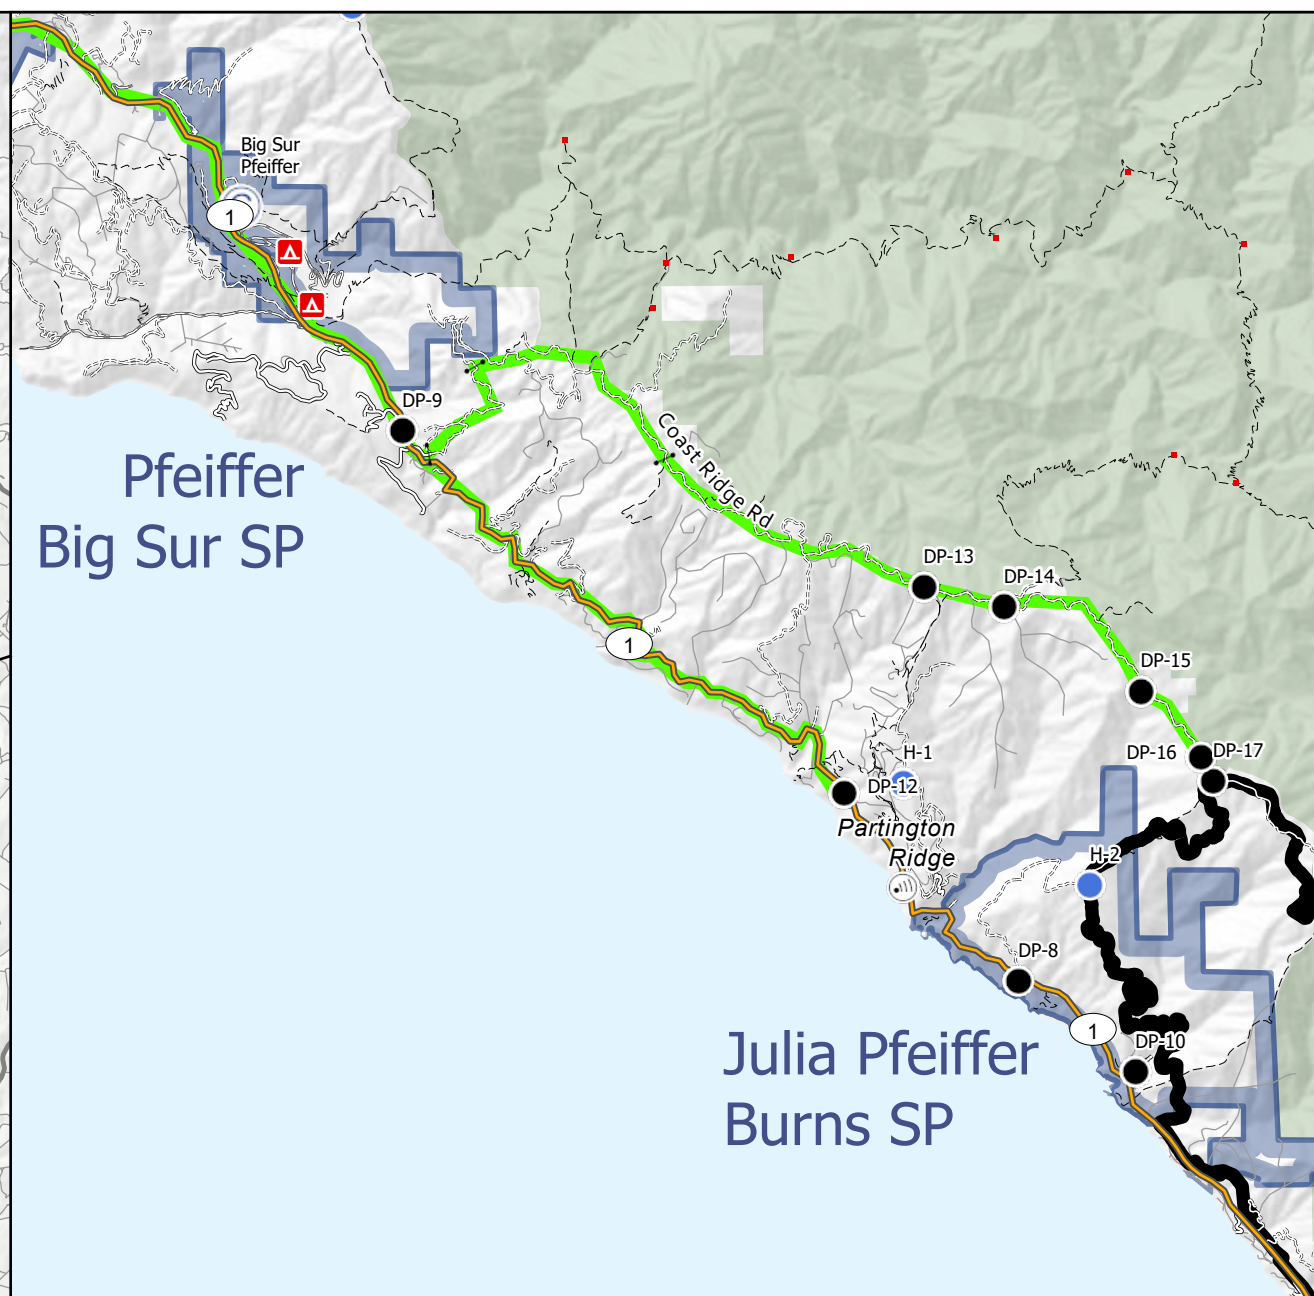 Big Sur
Pfeiffer
1
DP-9
Pfeiffer
Big Sur SP
Coast Ridge Rd
DP-13
DP-14
1
DP-15
DP-16
DP-17
H-1
DP-12
Partington
Ridge
H-2
DP-8
1
DP-10
Julia Pfeiffer
Burns SP